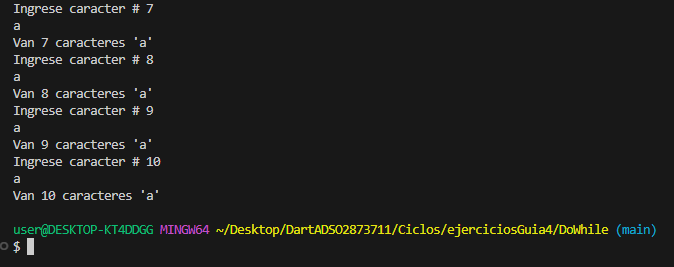 Ingrese caracter # 7
a
Van 7 caracteres 'a'
Ingrese caracter # 8
a
Van 8 caracteres 'a'
Ingrese caracter # 9
a
Van 9 caracteres 'a'
Ingrese caracter # 10
a
Van 10 caracteres 'a'
user@DESKTOP-KT4DDGG MINGW64 ~/Desktop/DartADSO2873711/Ciclos/ejerciciosGuia4/DoWhile (main)
$